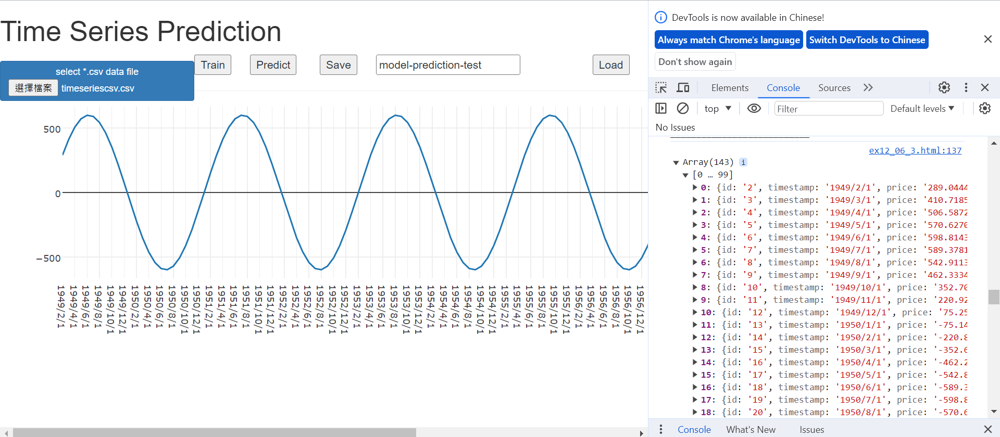 Time Series Prediction
select *.csv data file
選擇檔案 timeseriescsv.csv
Train
Predict
Save
model-prediction-test
Load
500
0
−500
1949/2/1
1949/4/1
1949/6/1
1949/8/1
1949/10/1
1949/12/1
1950/2/1
1950/4/1
1950/6/1
1950/8/1
1950/10/1
1950/12/1
1951/2/1
1951/4/1
1951/6/1
1951/8/1
1951/10/1
1951/12/1
1952/2/1
1952/4/1
1952/6/1
1952/8/1
1952/10/1
1952/12/1
1953/2/1
1953/4/1
1953/6/1
1953/8/1
1953/10/1
1953/12/1
1954/2/1
1954/4/1
1954/6/1
1954/8/1
1954/10/1
1954/12/1
1955/2/1
1955/4/1
1955/6/1
1955/8/1
1955/10/1
1955/12/1
1956/2/1
1956/4/1
1956/6/1
1956/8/1
1956/10/1
1956/12/1
DevTools is now available in Chinese!
Always match Chrome's language
Switch DevTools to Chinese
Don't show again
Elements
Console
Sources
top
Filter
Default levels
No Issues
ex12_06_3.html:137
Array(143) i
[0 … 99]
0: {id: '2', timestamp: '1949/2/1', price: '289.0444
1: {id: '3', timestamp: '1949/3/1', price: '410.7185
2: {id: '4', timestamp: '1949/4/1', price: '506.5872
3: {id: '5', timestamp: '1949/5/1', price: '570.6270
4: {id: '6', timestamp: '1949/6/1', price: '598.8143
5: {id: '7', timestamp: '1949/7/1', price: '589.3781
6: {id: '8', timestamp: '1949/8/1', price: '542.9113
7: {id: '9', timestamp: '1949/9/1', price: '462.3334
8: {id: '10', timestamp: '1949/10/1', price: '352.70
9: {id: '11', timestamp: '1949/11/1', price: '220.92
10: {id: '12', timestamp: '1949/12/1', price: '75.25
11: {id: '13', timestamp: '1950/1/1', price: '-75.14
12: {id: '14', timestamp: '1950/2/1', price: '-220.8
13: {id: '15', timestamp: '1950/3/1', price: '-352.6
14: {id: '16', timestamp: '1950/4/1', price: '-462.2
15: {id: '17', timestamp: '1950/5/1', price: '-542.8
16: {id: '18', timestamp: '1950/6/1', price: '-589.3
17: {id: '19', timestamp: '1950/7/1', price: '-598.8
18: {id: '20', timestamp: '1950/8/1', price: '-570.6
Console
What's New
Issues